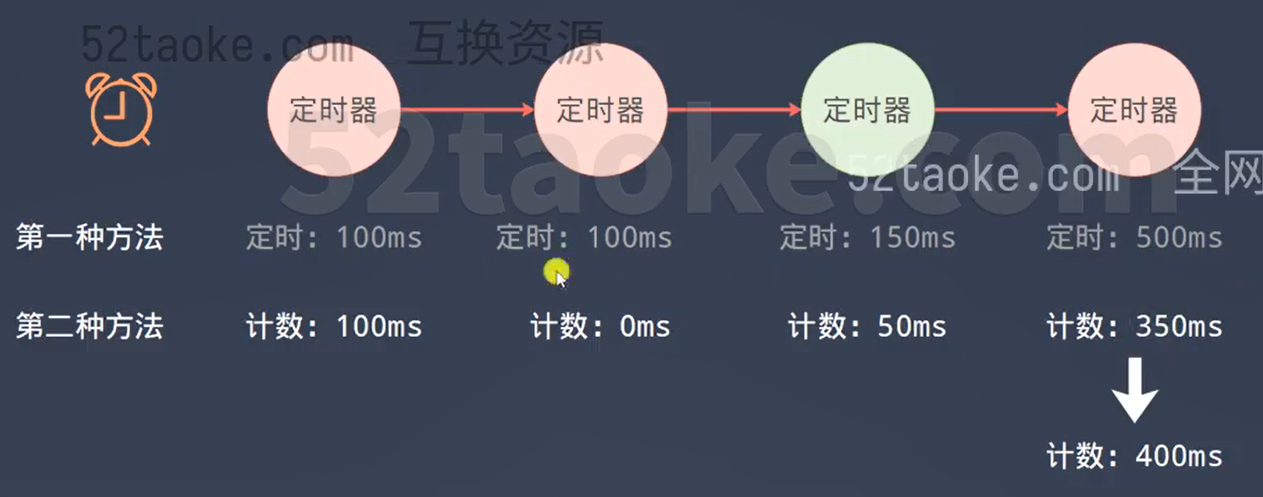 52taoke.com 互换资源
定时器 定时器 定时器 定时器
52taoke.com
52taoke.com 全网
第一种方法 定时：100ms 定时：100ms 定时：150ms 定时：500ms
第二种方法 计数：100ms 计数：0ms 计数：50ms 计数：350ms
计数：400ms